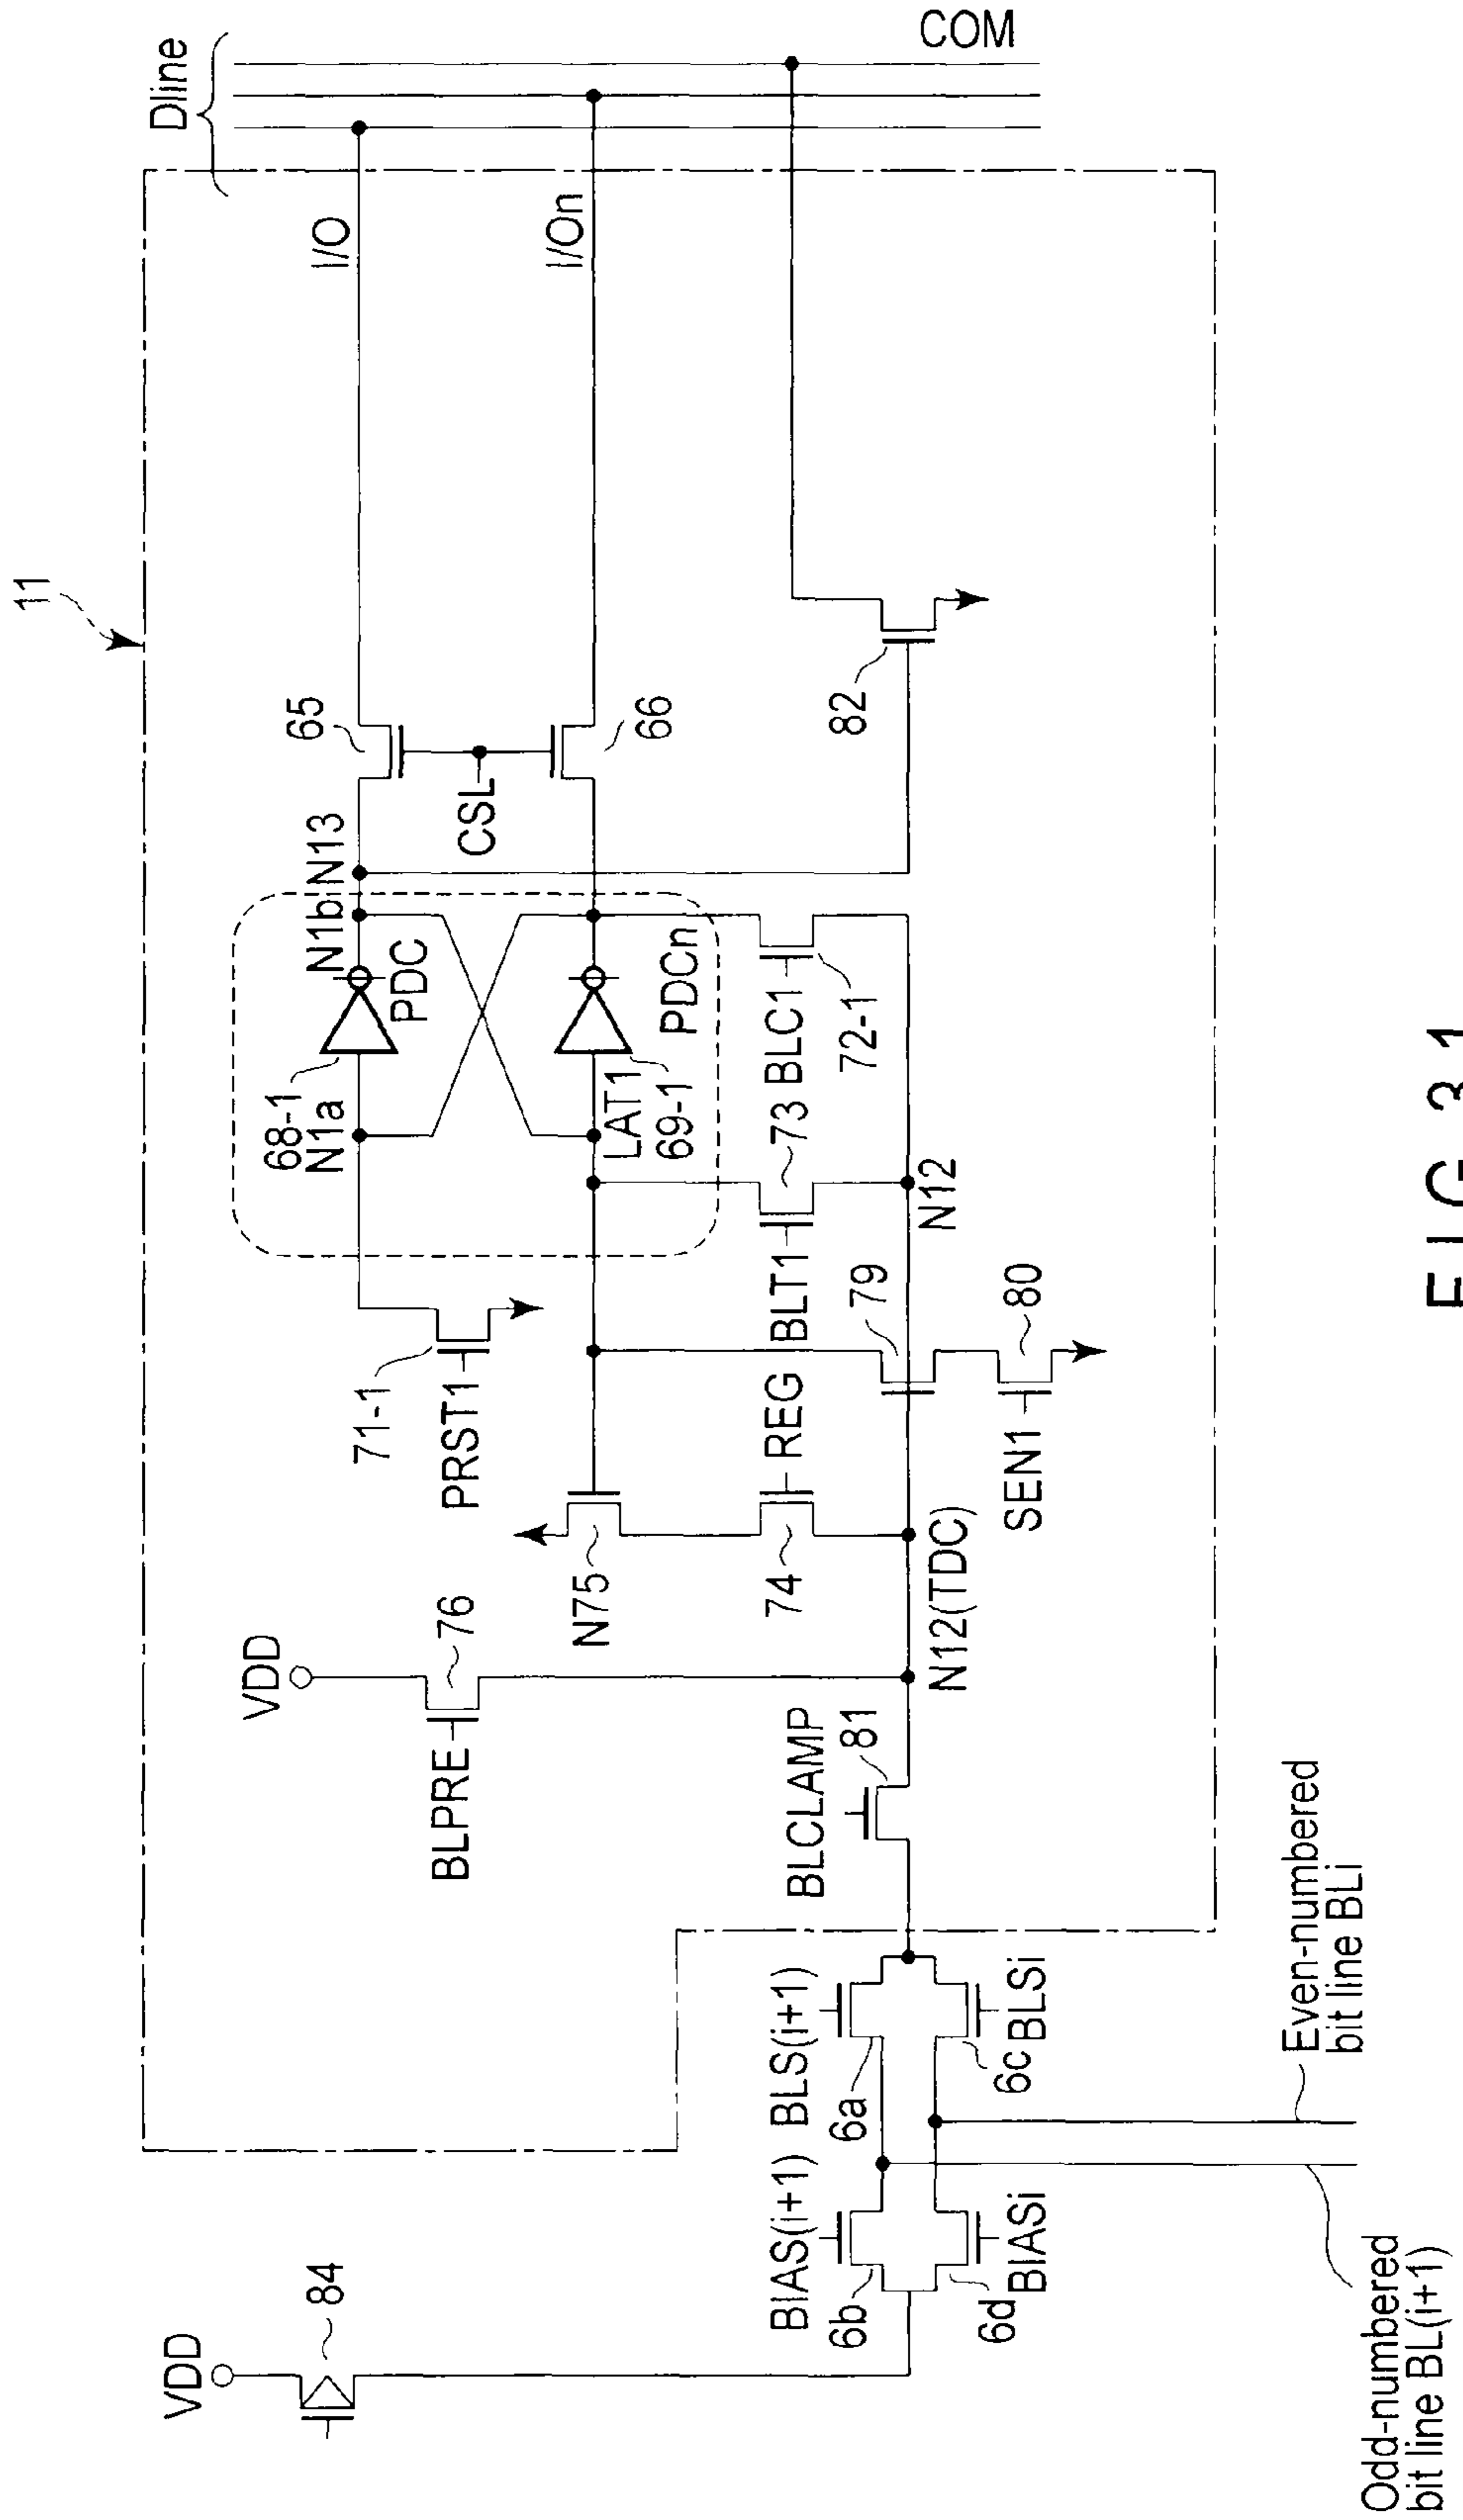 11
Dline
COM
I/O
I/On
65
66
CSL
82
N1b
N13
PDC
PDCn
68-1
N1a
LAT1
69-1
BLC1
72-1
73
BLT1
N12
79
71-1
PRST1
REG
80
SEN1
N75
74
N12(TDC)
VDD
76
BLPRE
BLCLAMP
81
BLS(i+1)
6a
6c
BLSi
BIAS(i+1)
6b
6d
BIASi
VDD
84
Even-numbered
bit line BLi
Odd-numbered
bit line BL(i+1)
FIG. 31